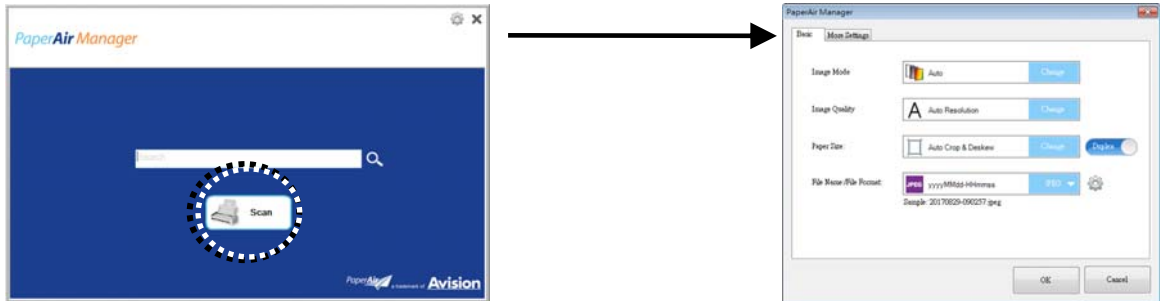 PaperAir Manager
Search
Scan
PaperAir a trademark of Avision
PaperAir Manager
Basic More Settings
Image Mode Auto Change
Image Quality Auto Resolution Change
Paper Size Auto Crop & Deskew Change Duplex
File Name/File Format: JPEG yyyyMMdd-HHmmss JPEG
Sample: 20170829-090257.jpeg
OK Cancel